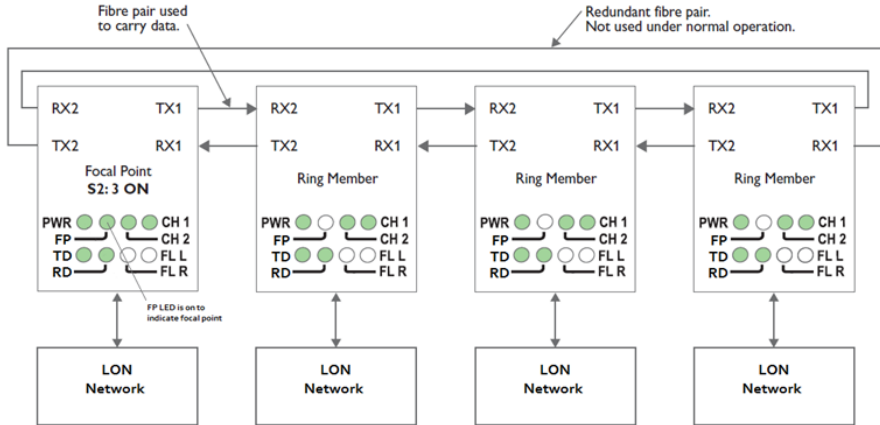 Fibre pair used
to carry data.
Redundant fibre pair.
Not used under normal operation.
RX2 TX1
TX2 RX1
Focal Point
S2: 3 ON
PWR CH 1
FP CH 2
TD FL L
RD FL R
FP LED is on to
indicate focal point
LON
Network
RX2 TX1
TX2 RX1
Ring Member
PWR CH 1
FP CH 2
TD FL L
RD FL R
LON
Network
RX2 TX1
TX2 RX1
Ring Member
PWR CH 1
FP CH 2
TD FL L
RD FL R
LON
Network
RX2 TX1
TX2 RX1
Ring Member
PWR CH 1
FP CH 2
TD FL L
RD FL R
LON
Network